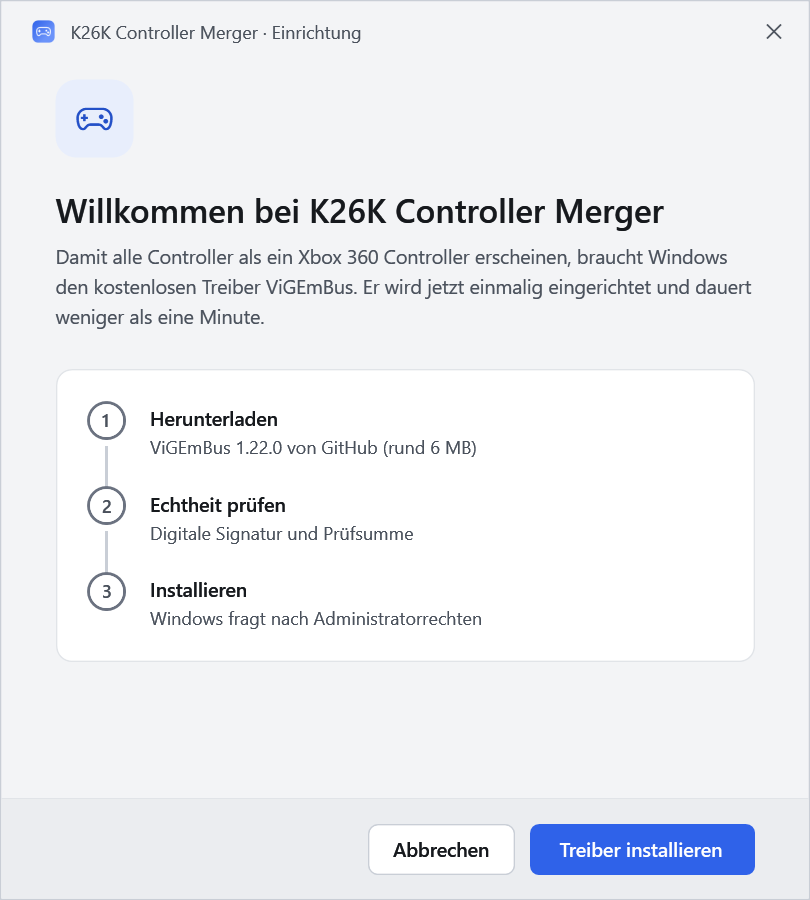 K26K Controller Merger · Einrichtung
Willkommen bei K26K Controller Merger
Damit alle Controller als ein Xbox 360 Controller erscheinen, braucht Windows
den kostenlosen Treiber ViGEmBus. Er wird jetzt einmalig eingerichtet und dauert
weniger als eine Minute.
1 Herunterladen
ViGEmBus 1.22.0 von GitHub (rund 6 MB)
2 Echtheit prüfen
Digitale Signatur und Prüfsumme
3 Installieren
Windows fragt nach Administratorrechten
Abbrechen Treiber installieren